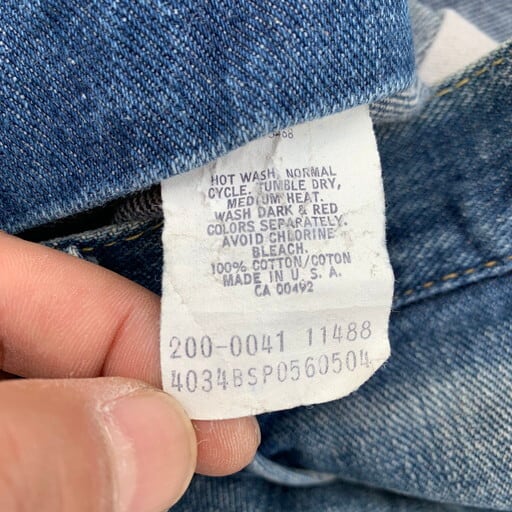 HOT WASH, NORMAL
CYCLE. TUMBLE DRY,
MEDIUM HEAT.
WASH DARK & RED
COLORS SEPARATELY.
AVOID CHLORINE
BLEACH.
100% COTTON/COTON
MADE IN U. S. A.
CA 00492
200-0041 11488
4034BSP0560504